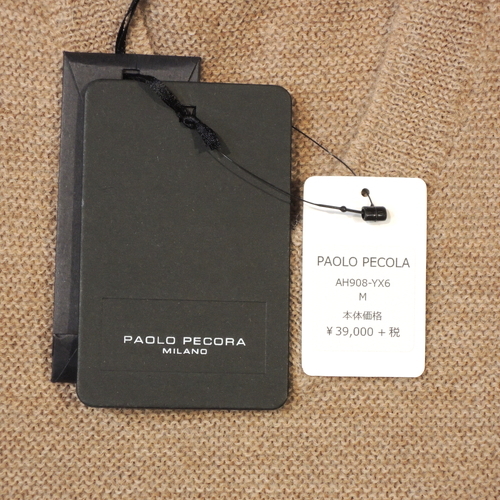 PAOLO PECORA
MILANO
PAOLO PECOLA
AH908-YX6
M
本体価格
¥39,000+税